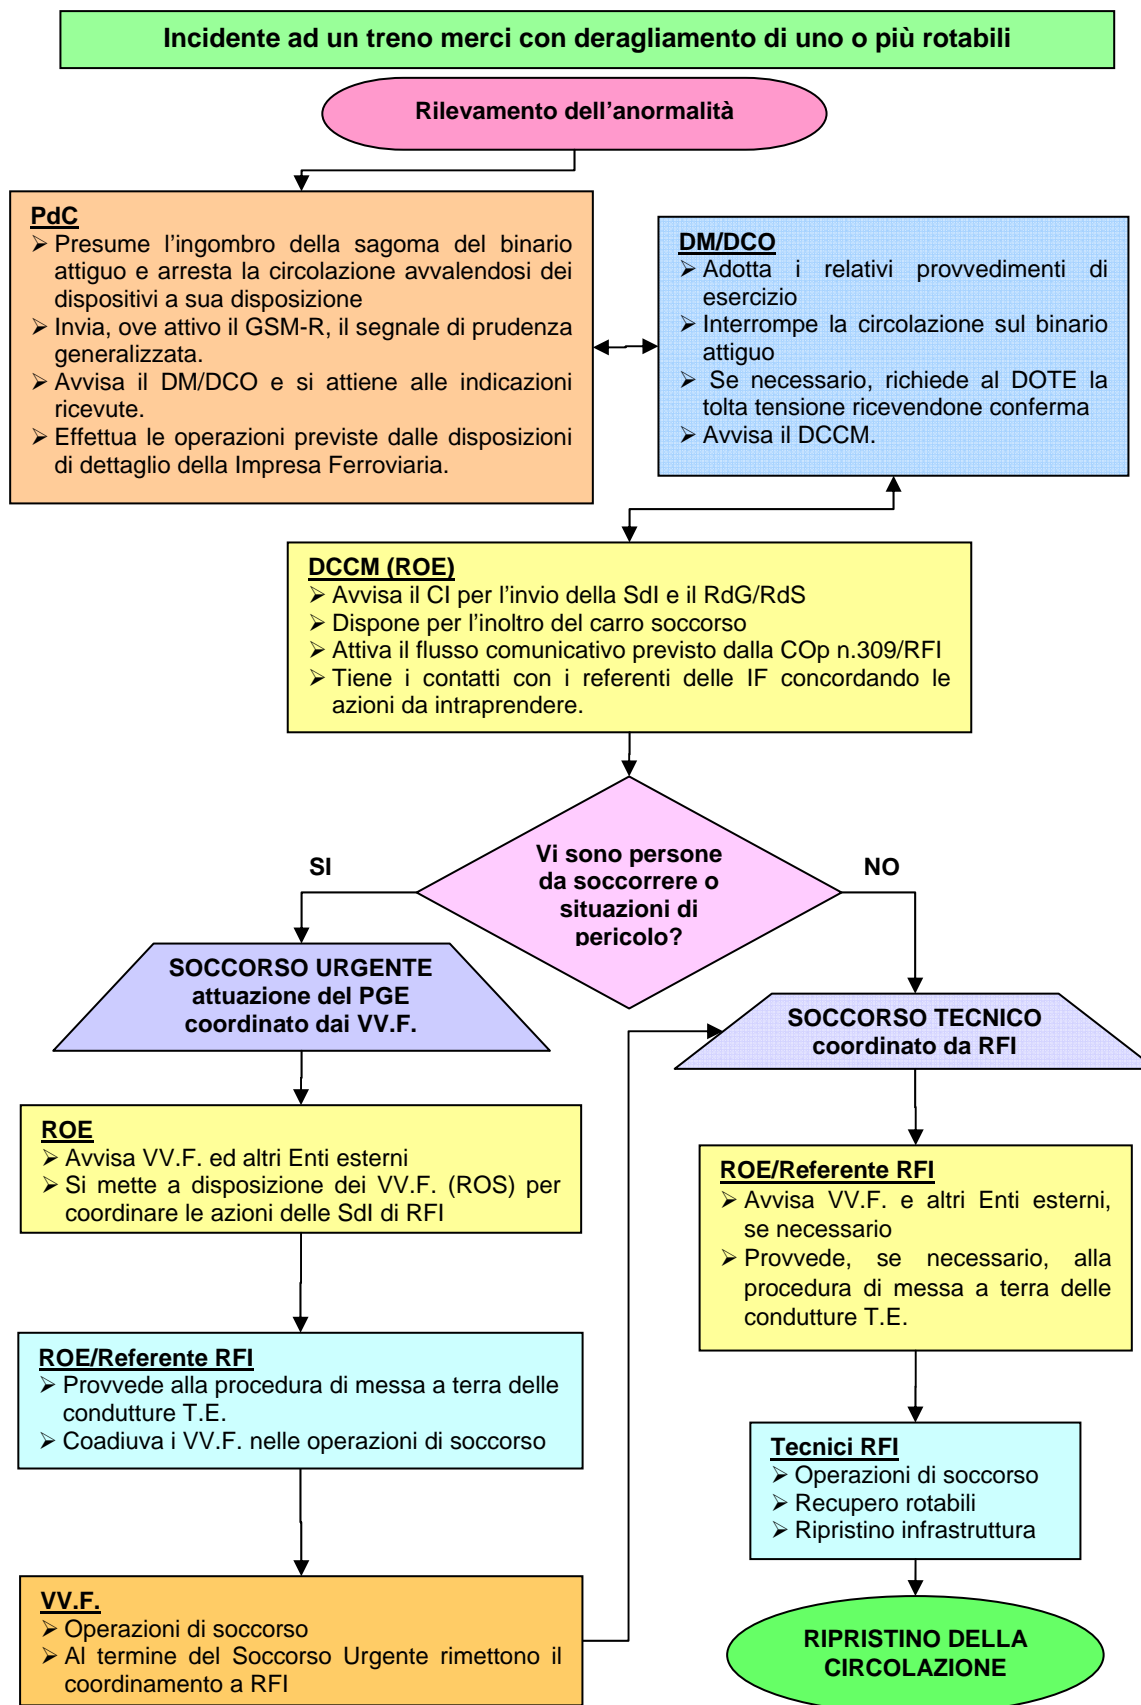 Incidente ad un treno merci con deragliamento di uno o più rotabili
Rilevamento dell'anormalità
PdC
➢ Presume l'ingombro della sagoma del binario
attiguo e arresta la circolazione avvalendosi dei
dispositivi a sua disposizione
➢ Invia, ove attivo il GSM-R, il segnale di prudenza
generalizzata.
➢ Avvisa il DM/DCO e si attiene alle indicazioni
ricevute.
➢ Effettua le operazioni previste dalle disposizioni
di dettaglio della Impresa Ferroviaria.
DM/DCO
➢ Adotta i relativi provvedimenti di
esercizio
➢ Interrompe la circolazione sul binario
attiguo
➢ Se necessario, richiede al DOTE la
tolta tensione ricevendone conferma
➢ Avvisa il DCCM.
DCCM (ROE)
➢ Avvisa il CI per l'invio della SdI e il RdG/RdS
➢ Dispone per l'inoltro del carro soccorso
➢ Attiva il flusso comunicativo previsto dalla COp n.309/RFI
➢ Tiene i contatti con i referenti delle IF concordando le
azioni da intraprendere.
Vi sono persone
da soccorrere o
situazioni di
pericolo?
SI
NO
SOCCORSO URGENTE
attuazione del PGE
coordinato dai VV.F.
ROE
➢ Avvisa VV.F. ed altri Enti esterni
➢ Si mette a disposizione dei VV.F. (ROS) per
coordinare le azioni delle SdI di RFI
ROE/Referente RFI
➢ Provvede alla procedura di messa a terra delle
condutture T.E.
➢ Coadiuva i VV.F. nelle operazioni di soccorso
VV.F.
➢ Operazioni di soccorso
➢ Al termine del Soccorso Urgente rimettono il
coordinamento a RFI
SOCCORSO TECNICO
coordinato da RFI
ROE/Referente RFI
➢ Avvisa VV.F. e altri Enti esterni,
se necessario
➢ Provvede, se necessario, alla
procedura di messa a terra delle
condutture T.E.
Tecnici RFI
➢ Operazioni di soccorso
➢ Recupero rotabili
➢ Ripristino infrastruttura
RIPRISTINO DELLA
CIRCOLAZIONE